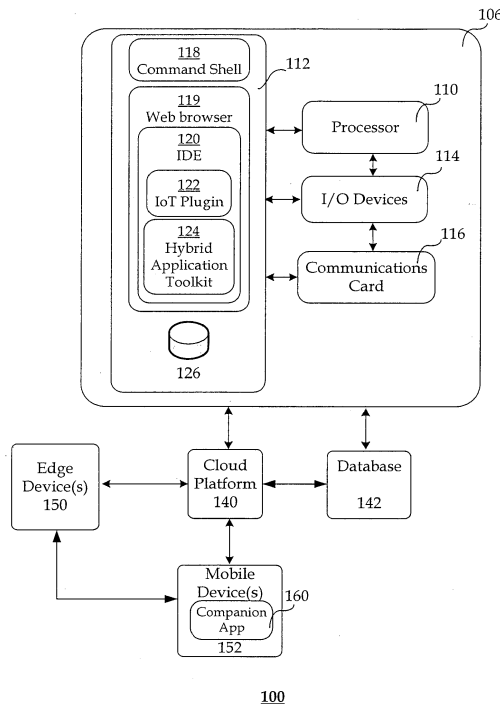 106
118
Command Shell
112
119
Web browser
110
Processor
120
IDE
114
122
IoT Plugin
I/O Devices
124
Hybrid
Application
Toolkit
116
Communications
Card
126
Edge
Device(s)
150
Cloud
Platform
140
Database
142
Mobile
Device(s)
160
Companion
App
152
100